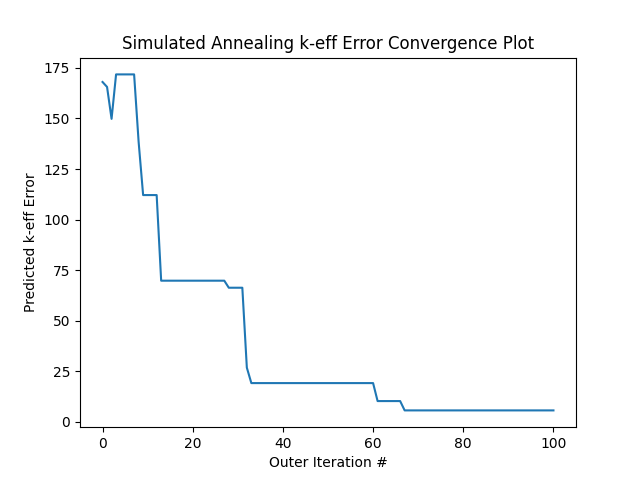 Simulated Annealing k-eff Error Convergence Plot
175
150
125
100
75
50
25
0
Predicted k-eff Error
0 20 40 60 80 100
Outer Iteration #